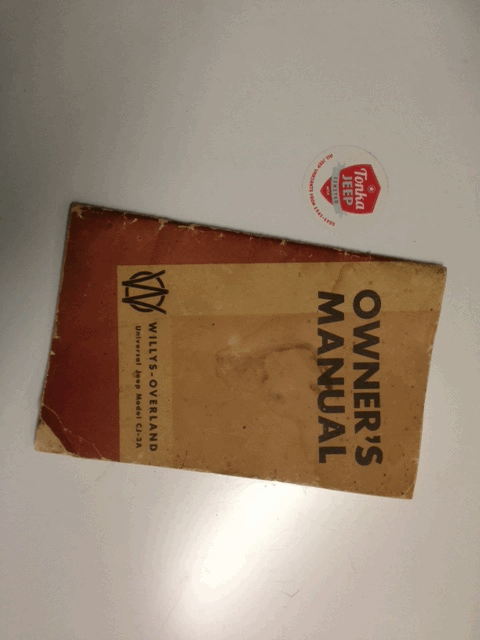 OWNER'S
MANUAL
WILLYS-OVERLAND
Universal Jeep Model CJ-3A
Tonka
JEEP